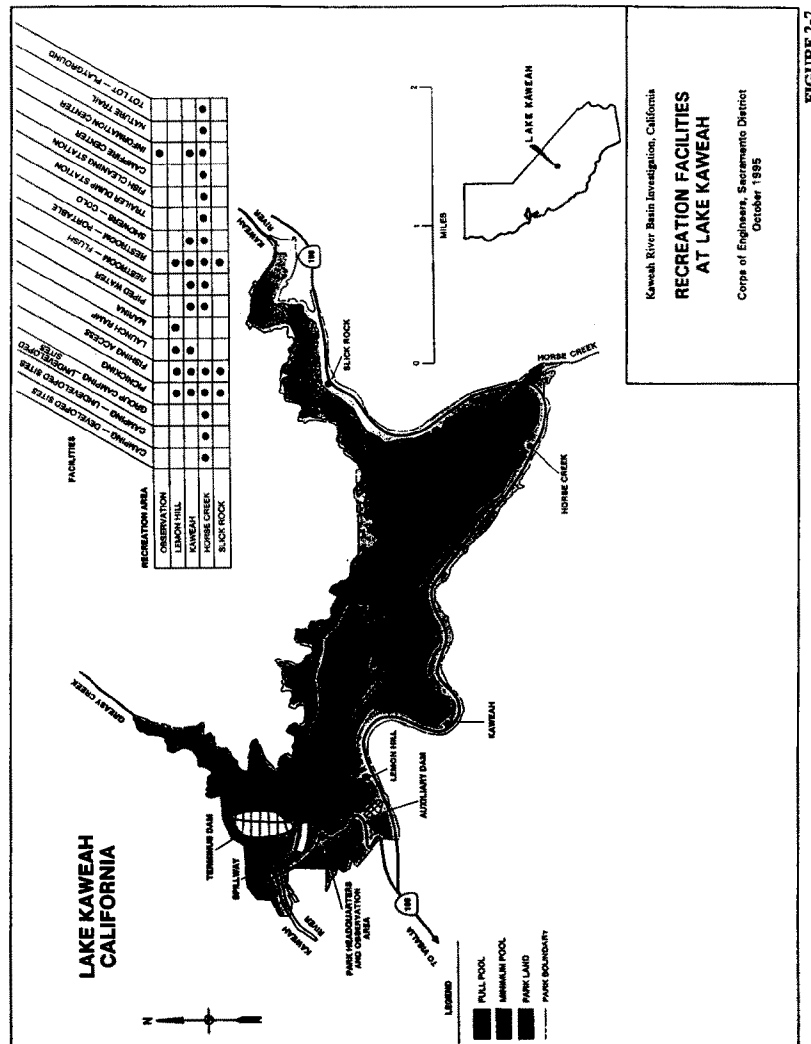 LAKE KAWEAH
CALIFORNIA
N
FACILITIES
CAMPING — DEVELOPED SITES
CAMPING — UNDEVELOPED SITES
GROUP CAMPING, UNDEVELOPED SITES
PICNICKING
FISHING ACCESS
LAUNCH RAMP
MARINA
PIPED WATER
RESTROOM — FLUSH
RESTROOM — PORTABLE
SHOWERS — COLD
TRAILER DUMP STATION
FISH CLEANING STATION
CAMPFIRE CENTER
INFORMATION CENTER
NATURE TRAIL
TOT LOT — PLAYGROUND
RECREATION AREA
OBSERVATION
LEMON HILL
KAWEAH
HORSE CREEK
SLICK ROCK
GREASY CREEK
TERMINUS DAM
SPILLWAY
KAWEAH
RIVER
PARK HEADQUARTERS
AND OBSERVATION
AREA
198
TO VISALIA
LEMON HILL
AUXILIARY DAM
KAWEAH
HORSE CREEK
HORSE CREEK
SLICK ROCK
198
KAWEAH
RIVER
LEGEND
FULL POOL
MINIMUM POOL
PARK LAND
PARK BOUNDARY
0 1 2
MILES
LAKE KAWEAH
Kaweah River Basin Investigation, California
RECREATION FACILITIES
AT LAKE KAWEAH
Corps of Engineers, Sacramento District
October 1995
FIGURE 2-7